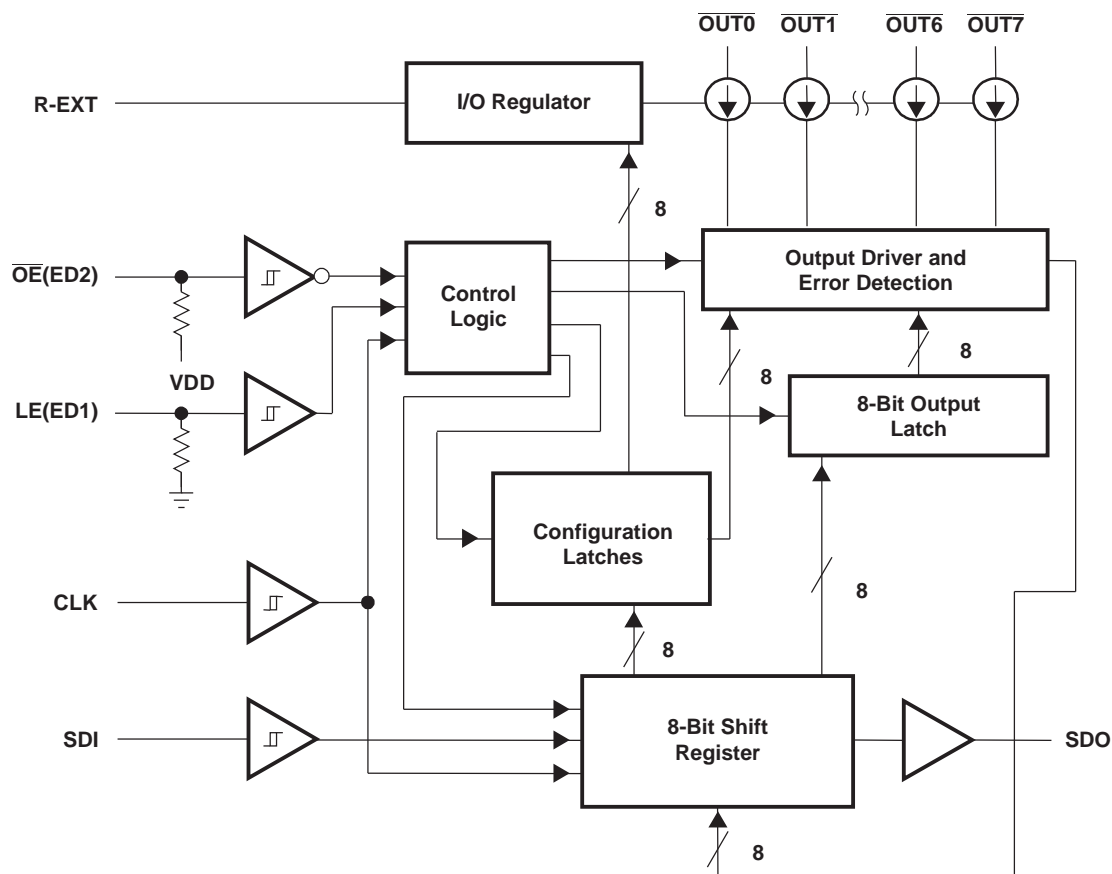 OUT0 OUT1 OUT6 OUT7
R-EXT
I/O Regulator
8
OE(ED2)
Control
Logic
Output Driver and
Error Detection
VDD
8
8
LE(ED1)
8-Bit Output
Latch
Configuration
Latches
CLK
8
8
SDI
8-Bit Shift
Register
SDO
8